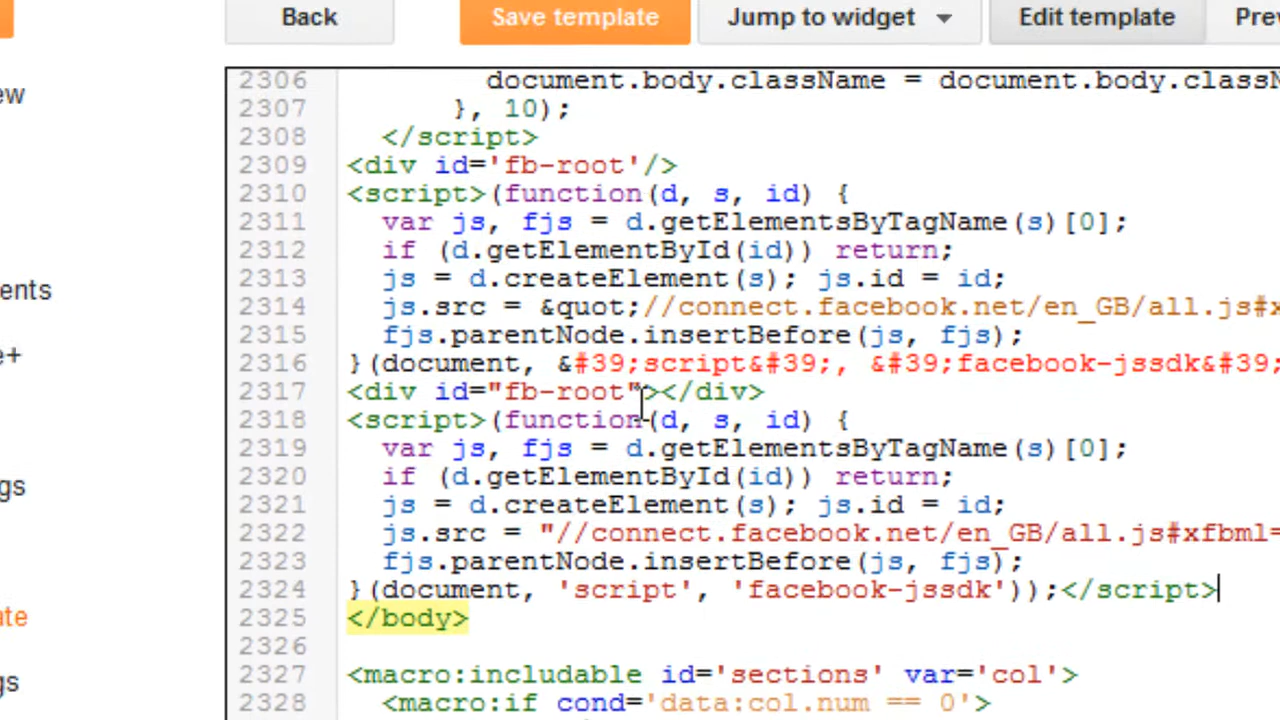 Back Save template Jump to widget Edit template Pre
2306 document.body.className = document.body.classN
ew
2307 }, 10);
2308 </script>
2309 <div id='fb-root'/>
2310 <script>(function(d, s, id) {
2311 var js, fjs = d.getElementsByTagName(s)[0];
2312 if (d.getElementById(id)) return;
2313 js = d.createElement(s); js.id = id;
ents
2314 js.src = &quot;//connect.facebook.net/en_GB/all.js#x
2315 fjs.parentNode.insertBefore(js, fjs);
e+
2316 }(document, &#39;script&#39;, &#39;facebook-jssdk&#39;
2317 <div id="fb-root"></div>
2318 <script>(function(d, s, id) {
2319 var js, fjs = d.getElementsByTagName(s)[0];
2320 if (d.getElementById(id)) return;
gs
2321 js = d.createElement(s); js.id = id;
2322 js.src = "//connect.facebook.net/en_GB/all.js#xfbml=
2323 fjs.parentNode.insertBefore(js, fjs);
2324 }(document, 'script', 'facebook-jssdk'));</script>
ate
2325 </body>
2326
2327 <macro:includable id='sections' var='col'>
gs
2328 <macro:if cond='data:col.num == 0'>